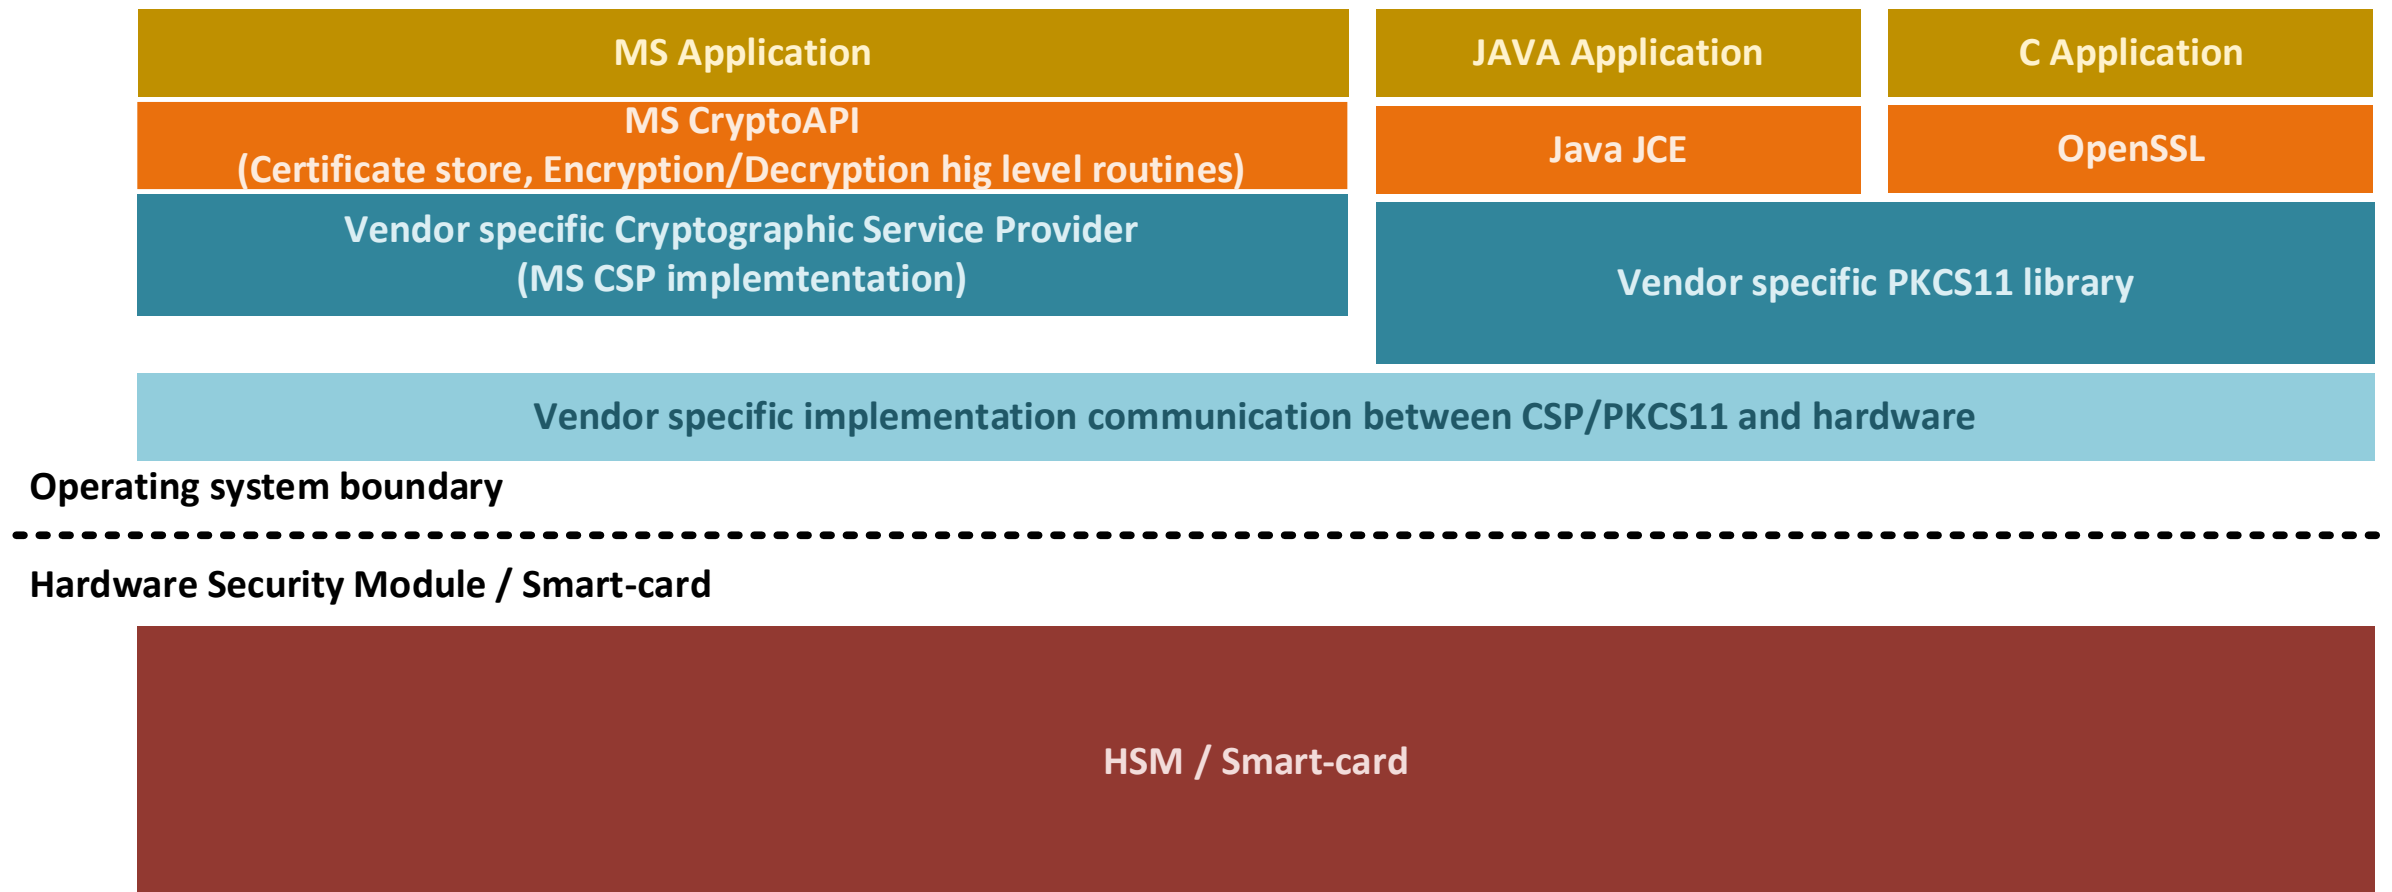 MS Application
JAVA Application
C Application
MS CryptoAPI
(Certificate store, Encryption/Decryption hig level routines)
Java JCE
OpenSSL
Vendor specific Cryptographic Service Provider
(MS CSP implemtentation)
Vendor specific PKCS11 library
Vendor specific implementation communication between CSP/PKCS11 and hardware
Operating system boundary
Hardware Security Module / Smart-card
HSM / Smart-card